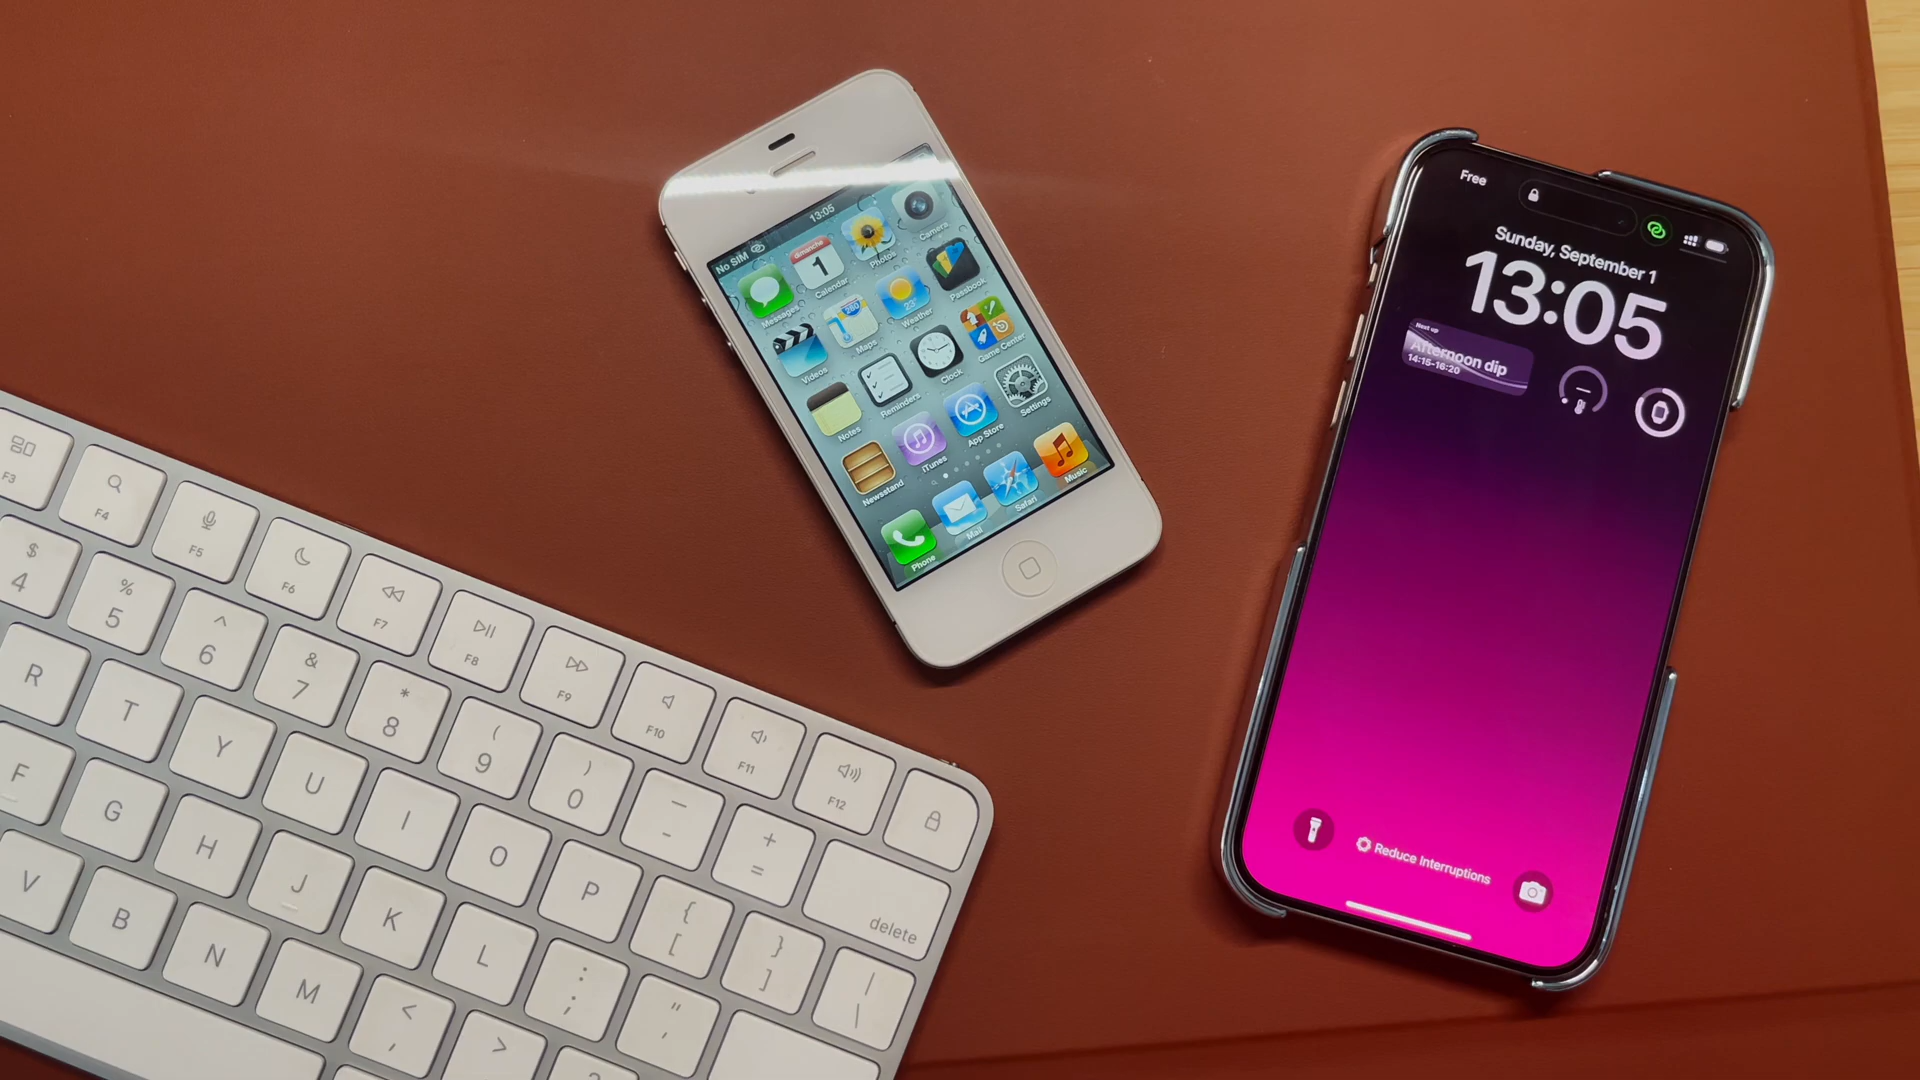 No SIM
13:05
Messages
dimanche
1
Calendar
Photos
Camera
Videos
280
Maps
23°
Weather
Passbook
Notes
Reminders
Clock
Game Center
Newsstand
iTunes
App Store
Settings
Phone
Mail
Safari
Music
Free
Sunday, September 1
13:05
Next up
Afternoon dip
14:15-16:20
Reduce Interruptions
F3
F4
F5
F6
F7
F8
F9
F10
F11
F12
$ 4
% 5
^ 6
& 7
* 8
( 9
) 0
_ -
+ =
delete
R
T
Y
U
I
O
P
{ [
} ]
| \
F
G
H
J
K
L
: ;
" '
V
B
N
M
< ,
>
?